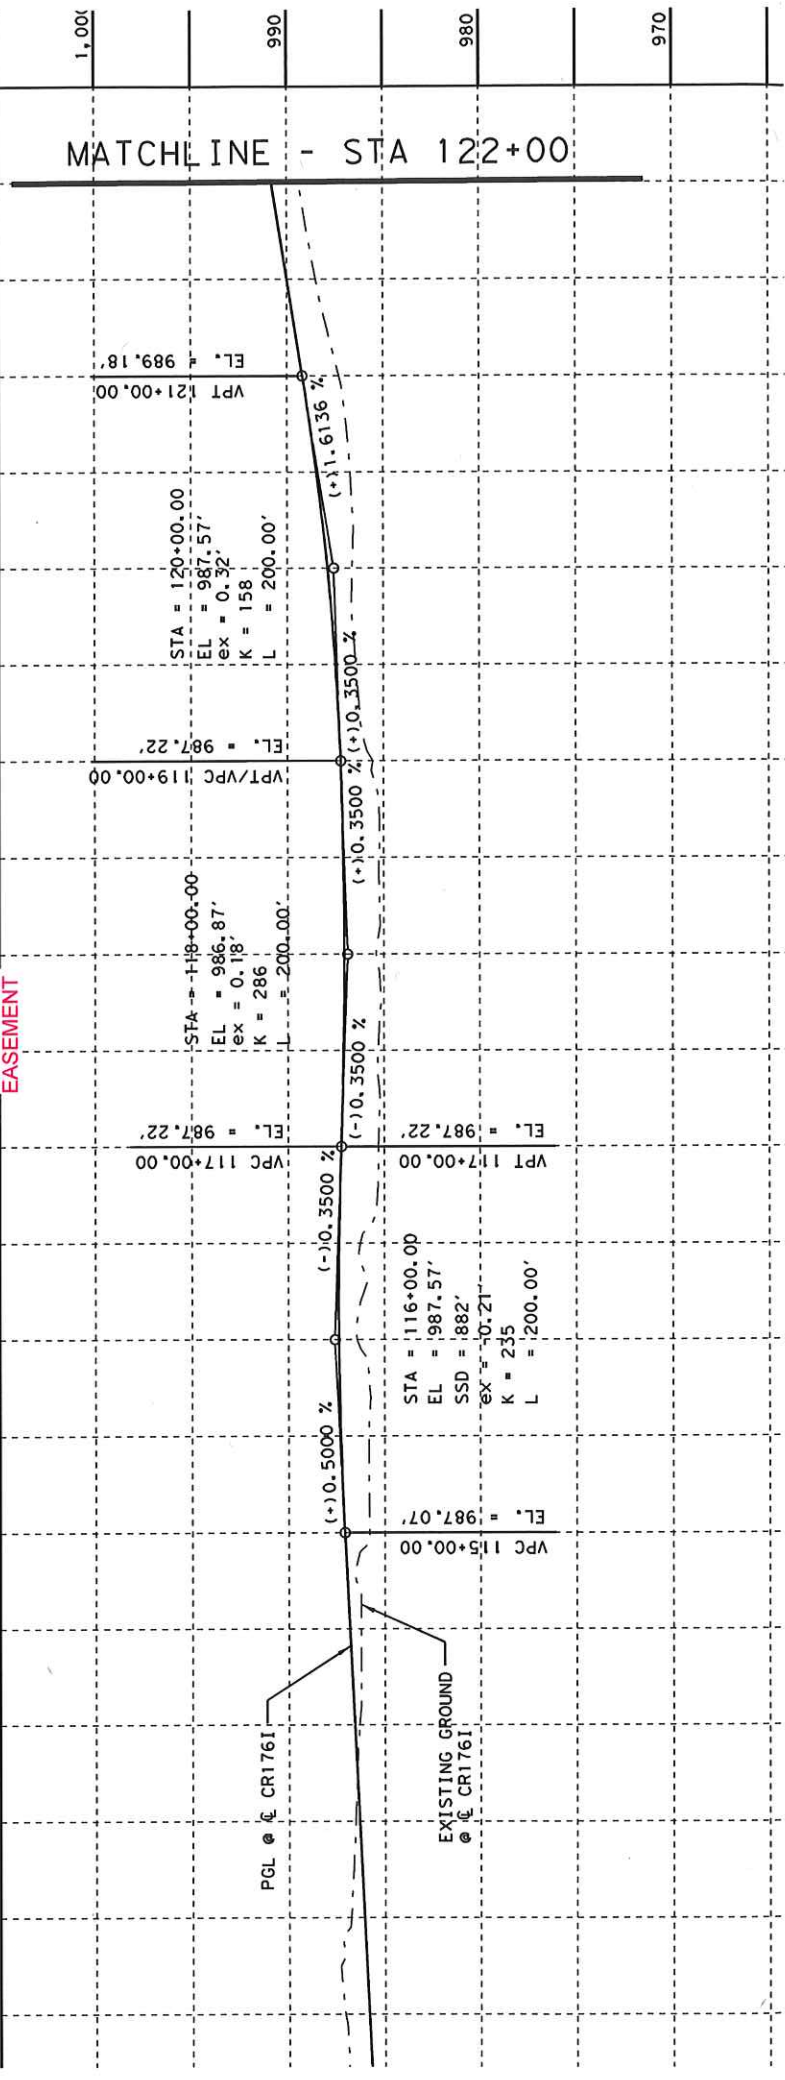 1,00
990
980
970
MATCHLINE - STA 122+00
VPT 121+00.00
EL. = 989.18'
(+)1.6136 %
STA = 120+00.00
EL = 987.57'
ex = 0.32'
K = 158
L = 200.00'
(+)0.3500 %
VPT/VPC 119+00.00
EL. = 987.22'
(+)0.3500 %
STA = 118+00.00
EL = 986.87'
ex = 0.18'
K = 286
L = 200.00'
EASEMENT
(-)0.3500 %
VPC 117+00.00
EL. = 987.22'
VPT 117+00.00
EL. = 987.22'
(-)0.3500 %
STA = 116+00.00
EL = 987.57'
SSD = 882'
ex = -0.21'
K = 235
L = 200.00'
(+)0.5000 %
VPC 115+00.00
EL. = 987.07'
PGL @ ℄ CR176I
EXISTING GROUND
@ ℄ CR176I